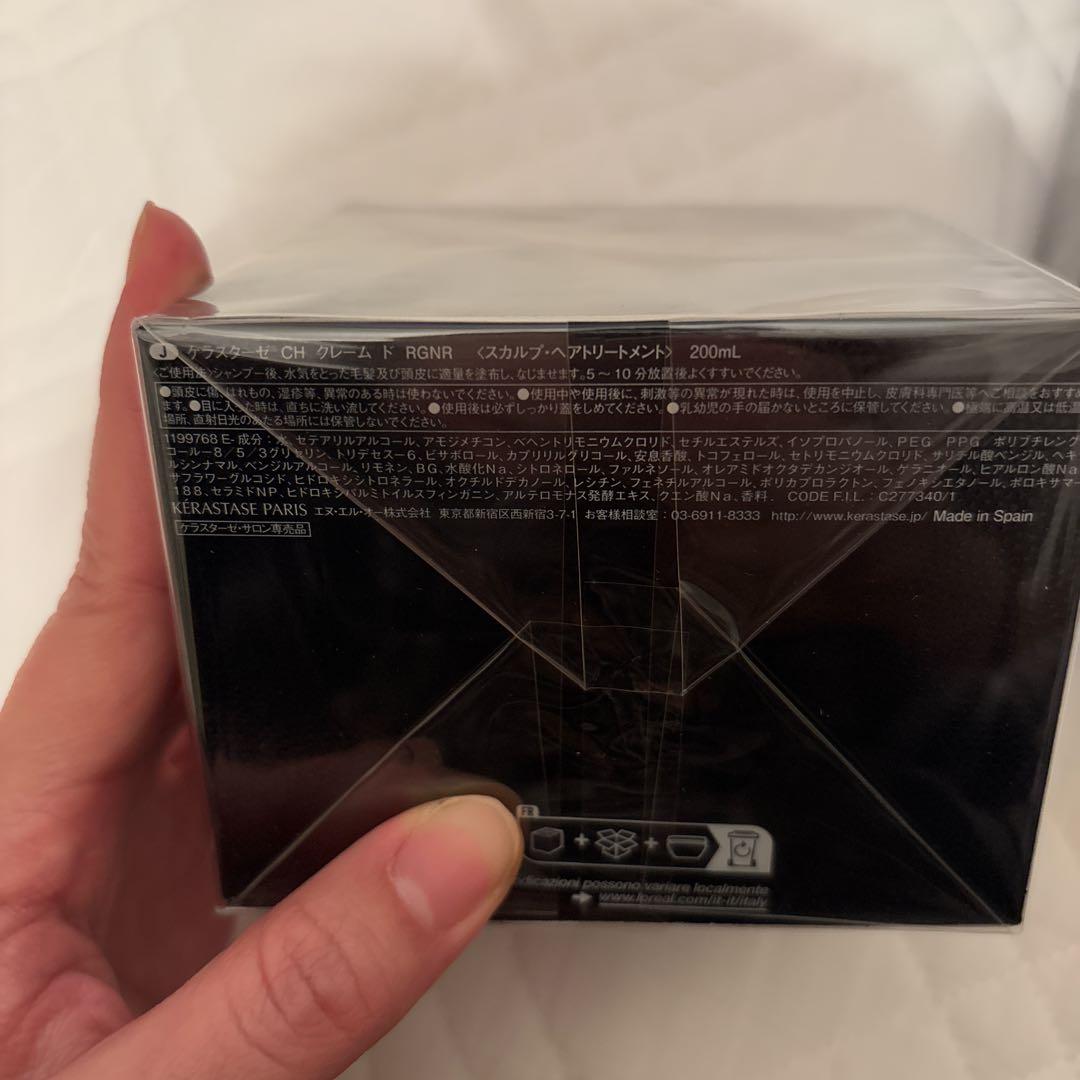 J ケラスターゼ CH クレーム ド RGNR 〈スカルプ・ヘアトリートメント〉 200mL
〈ご使用法〉シャンプー後、水気をとった毛髪及び頭皮に適量を塗布し、なじませます。5～10分放置後よくすすいでください。
●頭皮に傷、はれもの、湿疹等、異常のある時は使わないでください。●使用中や使用後に、刺激等の異常が現れた時は、使用を中止し、皮膚科専門医等へご相談をおすすめ
ます。●目に入った時は、直ちに洗い流してください。●使用後は必ずしっかり蓋をしめてください。●乳幼児の手の届かないところに保管してください。●極端に高温又は低温
場所、直射日光のあたる場所には保管しないでください。
1199768 E- 成分：水、セテアリルアルコール、アモジメチコン、ベヘントリモニウムクロリド、セチルエステルズ、イソプロパノール、PEG PPG ポリブチレング
コールー8/5/3グリセリン、トリデセス-6、ビサボロール、カプリリルグリコール、安息香酸、トコフェロール、セトリモニウムクロリド、サリチル酸ベンジル、ヘキ
ルシンナマル、ベンジルアルコール、リモネン、BG、水酸化Na、シトロネロール、ファルネソール、オレアミドオクタデカンジオール、ゲラニオール、ヒアルロン酸Na
サフラワーグルコシド、ヒドロキシシトロネラール、オクチルドデカノール、レシチン、フェネチルアルコール、ポリカプロラクトン、フェノキシエタノール、ポロキサマー
188、セラミドNP、ヒドロキシパルミトイルスフィンガニン、アルテロモナス発酵エキス、クエン酸Na、香料、 CODE F.I.L. : C277340/1
KÉRASTASE PARIS エヌ・エル・オー株式会社 東京都新宿区西新宿3-7-1 お客様相談室：03-6911-8333 http://www.kerastase.jp/ Made in Spain
ケラスターゼ・サロン専売品
FR
+ +
dicazioni possono variare localmente
www.loreal.com/it-it/italy